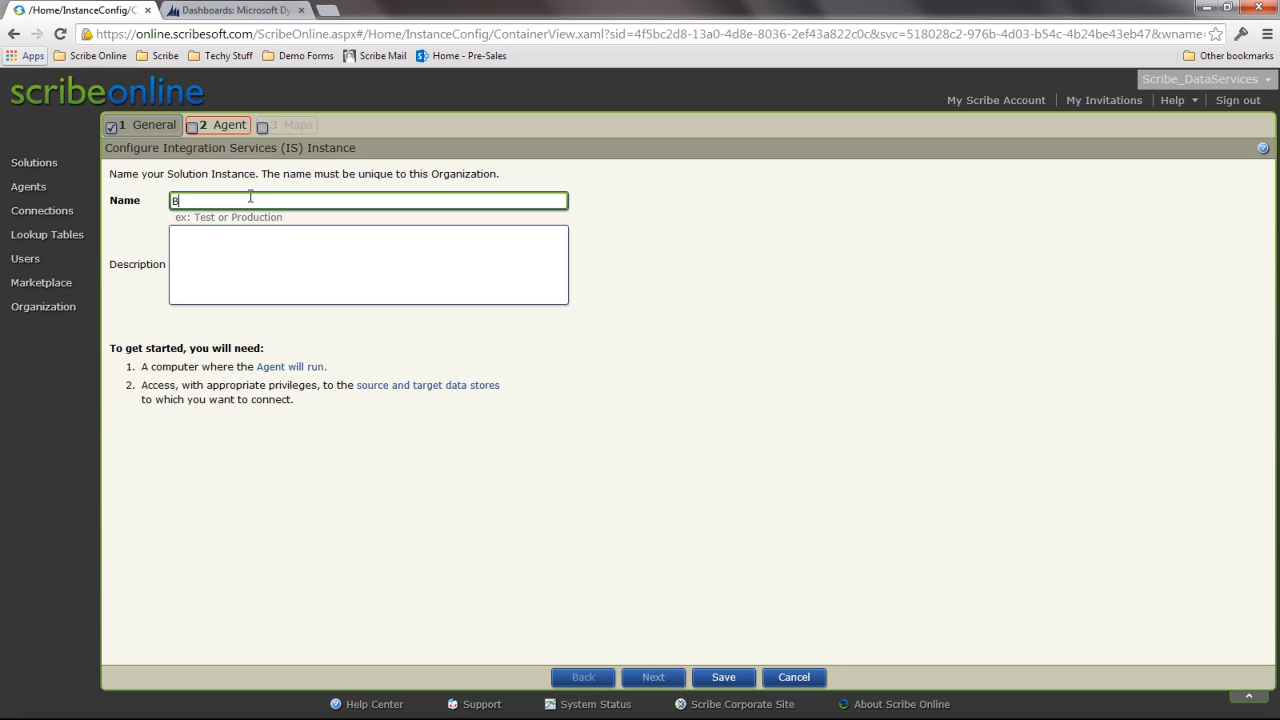 /Home/InstanceConfig/C
Dashboards: Microsoft Dy
https://online.scribesoft.com/ScribeOnline.aspx#/Home/InstanceConfig/ContainerView.xaml?sid=4f5bc2d8-13a0-4d8e-8036-2ef43a822c0c&svc=518028c2-976b-4d03-b54c-4b24be43eb47&wname=
Apps
Scribe Online
Scribe
Techy Stuff
Demo Forms
Scribe Mail
Home - Pre-Sales
Other bookmarks
scribeonline
Scribe_DataServices
My Scribe Account
My Invitations
Help
Sign out
1 General
2 Agent
3 Maps
Configure Integration Services (IS) Instance
Solutions
Agents
Connections
Lookup Tables
Users
Marketplace
Organization
Name your Solution Instance. The name must be unique to this Organization.
Name
B
ex: Test or Production
Description
To get started, you will need:
1. A computer where the Agent will run.
2. Access, with appropriate privileges, to the source and target data stores
to which you want to connect.
Back
Next
Save
Cancel
Help Center
Support
System Status
Scribe Corporate Site
About Scribe Online